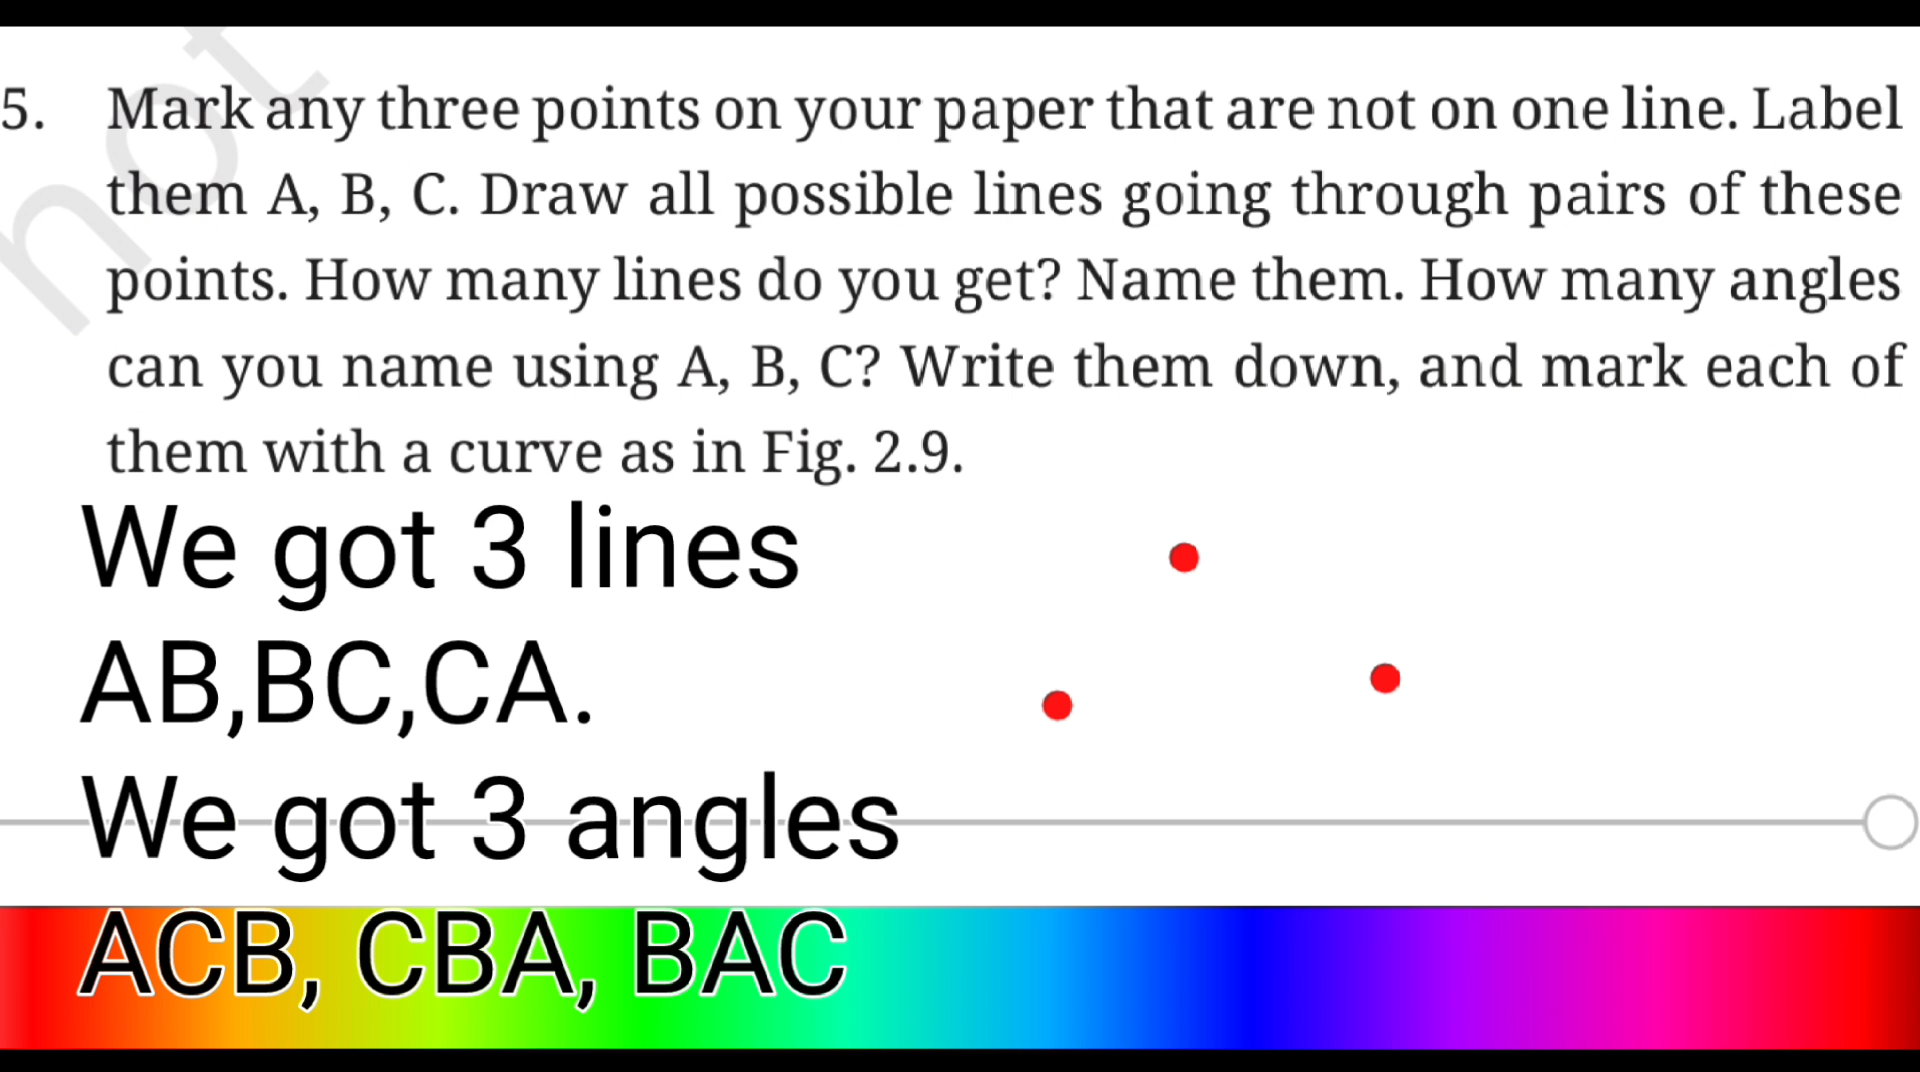 not
5. Mark any three points on your paper that are not on one line. Label
them A, B, C. Draw all possible lines going through pairs of these
points. How many lines do you get? Name them. How many angles
can you name using A, B, C? Write them down, and mark each of
them with a curve as in Fig. 2.9.
We got 3 lines
AB,BC,CA.
We got 3 angles
ACB, CBA, BAC